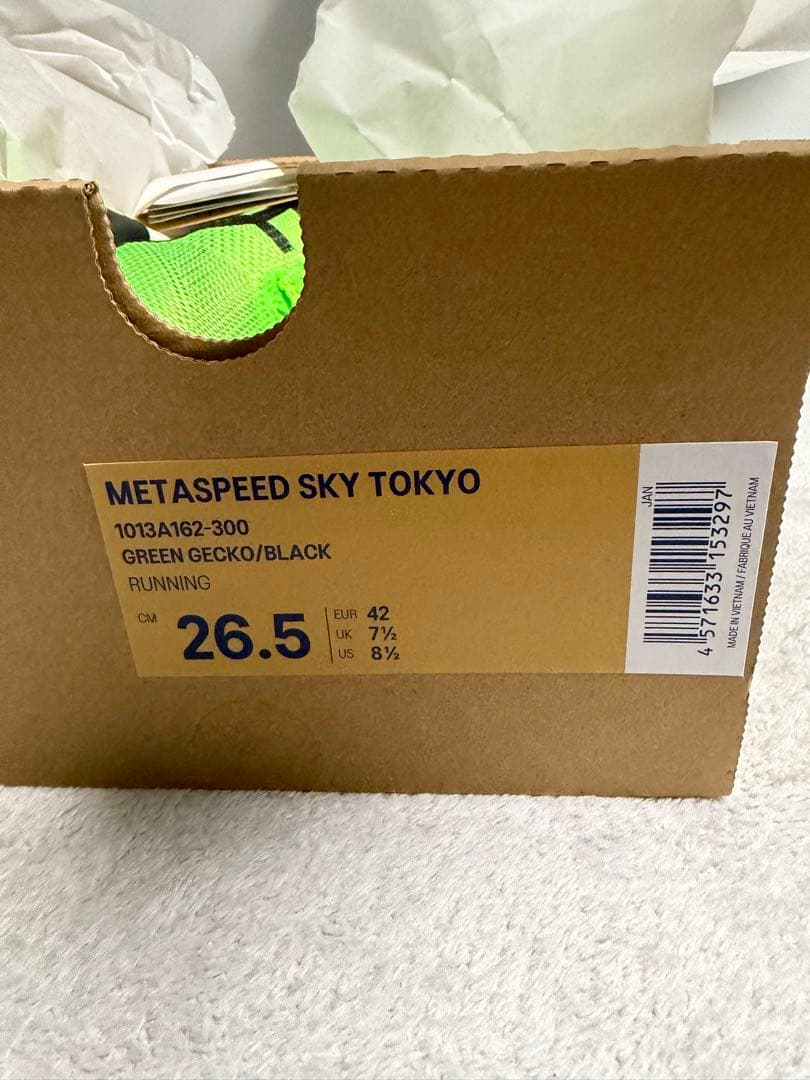 METASPEED SKY TOKYO
1013A162-300
GREEN GECKO/BLACK
RUNNING
CM 26.5
EUR 42
UK 7½
US 8½
JAN
4 571633 153297
MADE IN VIETNAM / FABRIQUE AU VIETNAM